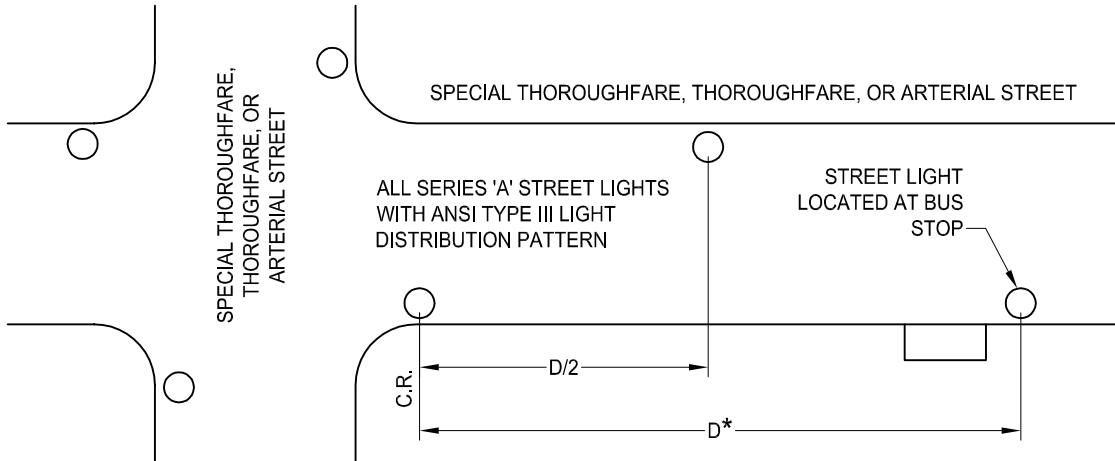 SPECIAL THOROUGHFARE,
THOROUGHFARE, OR
ARTERIAL STREET
SPECIAL THOROUGHFARE, THOROUGHFARE, OR ARTERIAL STREET
ALL SERIES 'A' STREET LIGHTS
WITH ANSI TYPE III LIGHT
DISTRIBUTION PATTERN
STREET LIGHT
LOCATED AT BUS
STOP
C.R.
D/2
D*